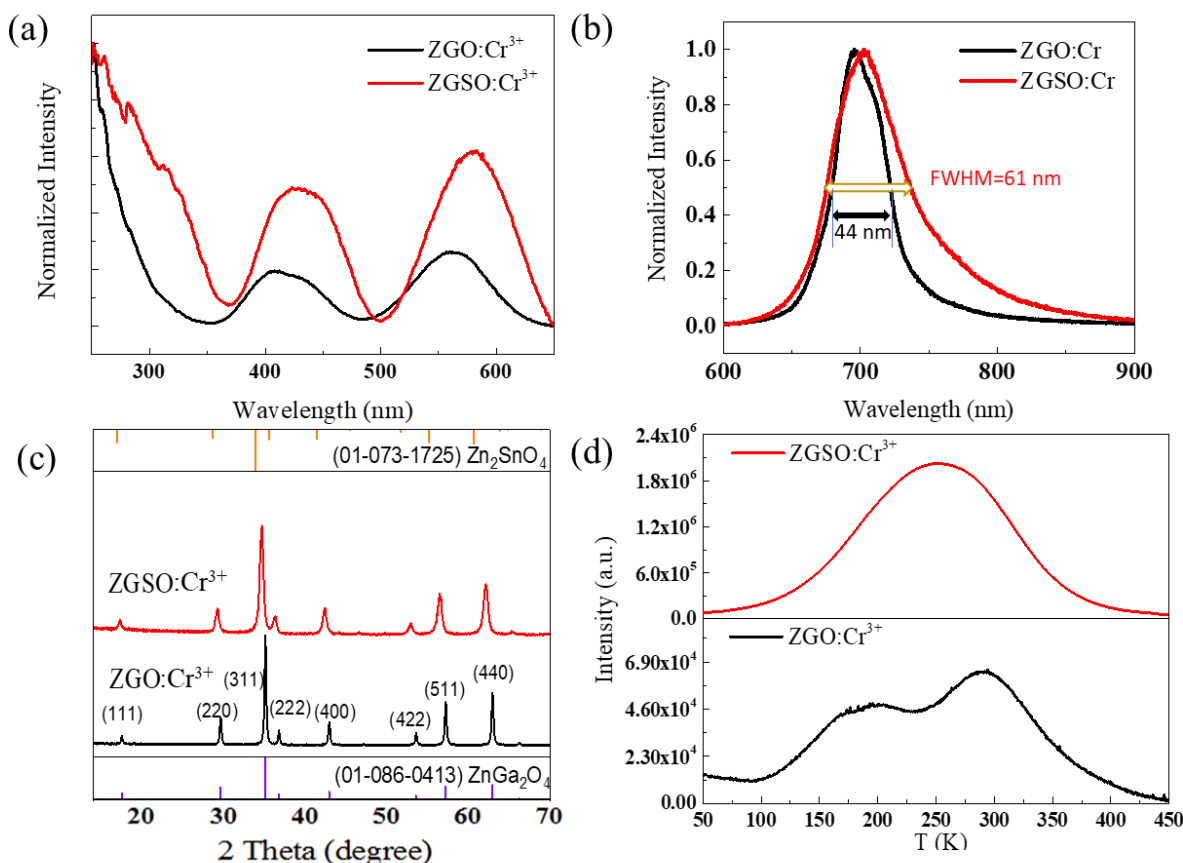 (a)
ZGO:Cr³⁺
ZGSO:Cr³⁺
Normalized Intensity
300 400 500 600
Wavelength (nm)
(b)
ZGO:Cr
ZGSO:Cr
FWHM=61 nm
44 nm
Normalized Intensity
1.0
0.8
0.6
0.4
0.2
0.0
600 700 800 900
Wavelength (nm)
(c)
(01-073-1725) Zn₂SnO₄
ZGSO:Cr³⁺
ZGO:Cr³⁺
(111) (220) (311) (222) (400) (422) (511) (440)
(01-086-0413) ZnGa₂O₄
20 30 40 50 60 70
2 Theta (degree)
(d)
ZGSO:Cr³⁺
2.4x10⁶
1.8x10⁶
1.2x10⁶
6.0x10⁵
0.0
Intensity (a.u.)
ZGO:Cr³⁺
6.90x10⁴
4.60x10⁴
2.30x10⁴
0.00
50 100 150 200 250 300 350 400 450
T (K)